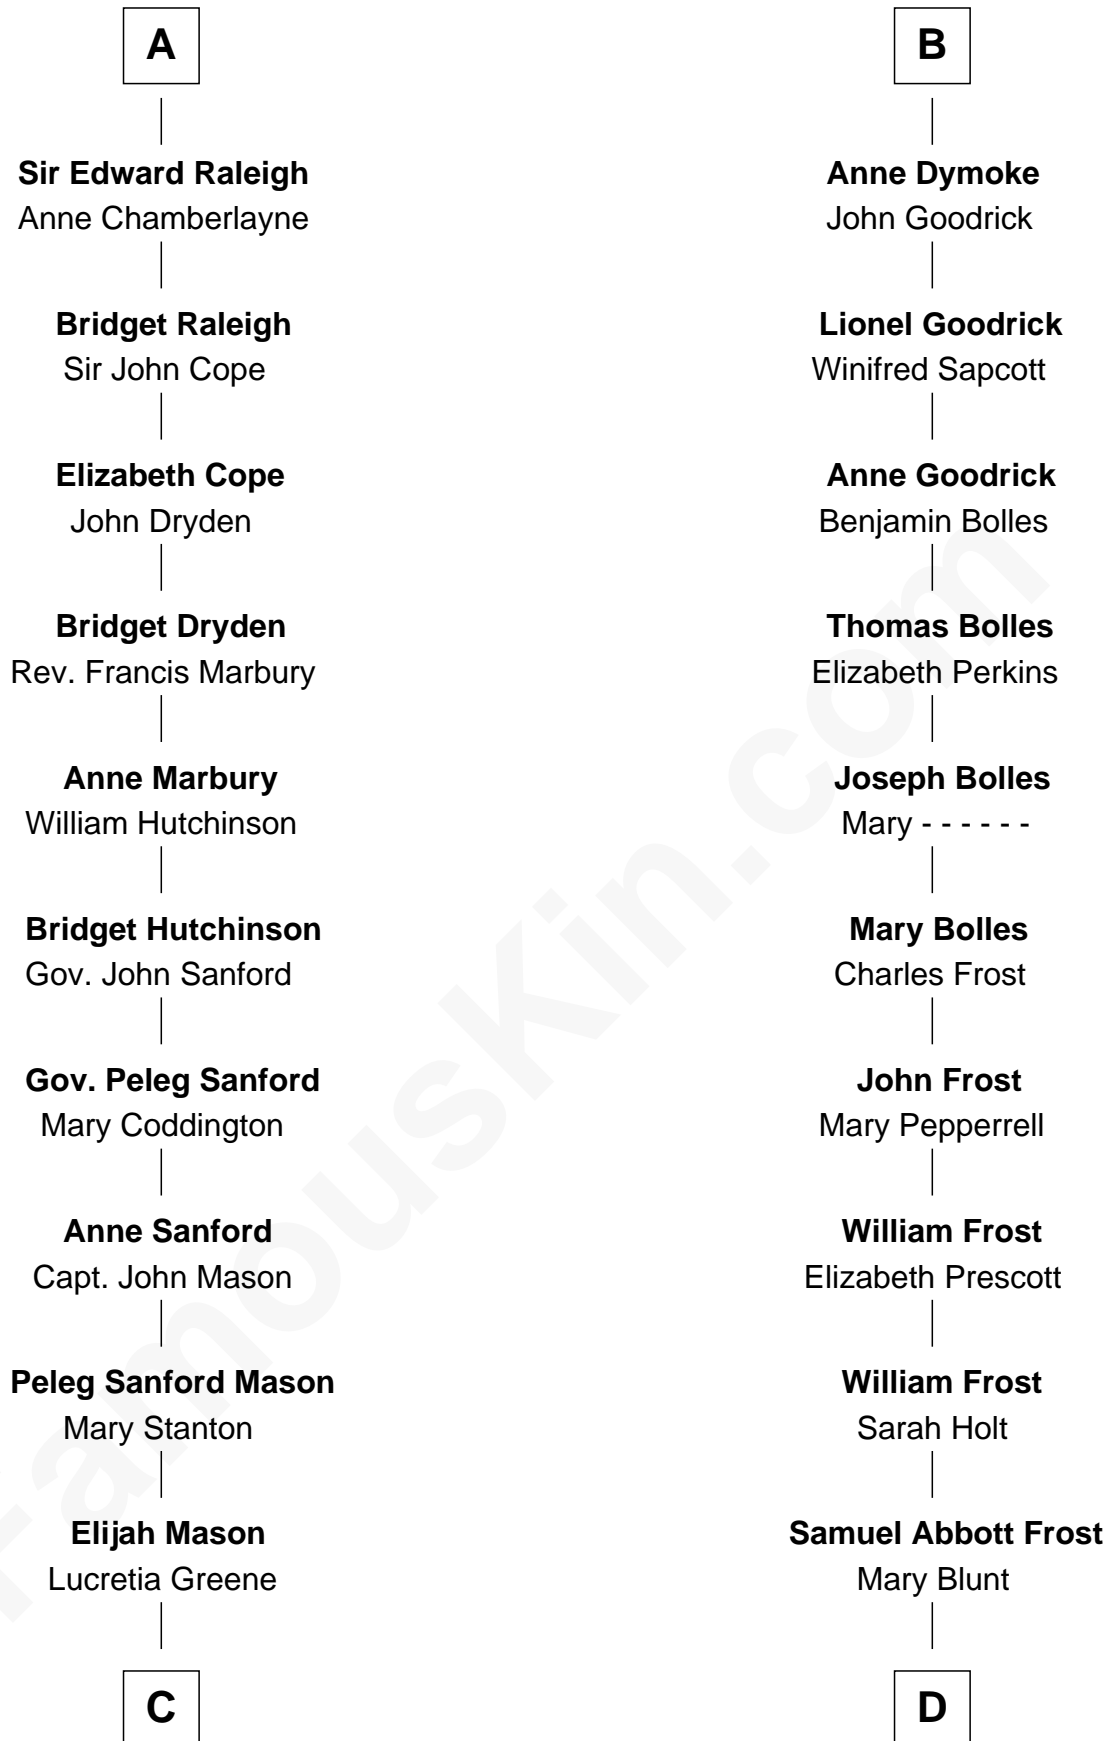 A
Sir Edward Raleigh
Anne Chamberlayne
Bridget Raleigh
Sir John Cope
Elizabeth Cope
John Dryden
Bridget Dryden
Rev. Francis Marbury
Anne Marbury
William Hutchinson
Bridget Hutchinson
Gov. John Sanford
Gov. Peleg Sanford
Mary Coddington
Anne Sanford
Capt. John Mason
Peleg Sanford Mason
Mary Stanton
Elijah Mason
Lucretia Greene
C
B
Anne Dymoke
John Goodrick
Lionel Goodrick
Winifred Sapcott
Anne Goodrick
Benjamin Bolles
Thomas Bolles
Elizabeth Perkins
Joseph Bolles
Mary - - - - - -
Mary Bolles
Charles Frost
John Frost
Mary Pepperrell
William Frost
Elizabeth Prescott
William Frost
Sarah Holt
Samuel Abbott Frost
Mary Blunt
D
FamousKin.com